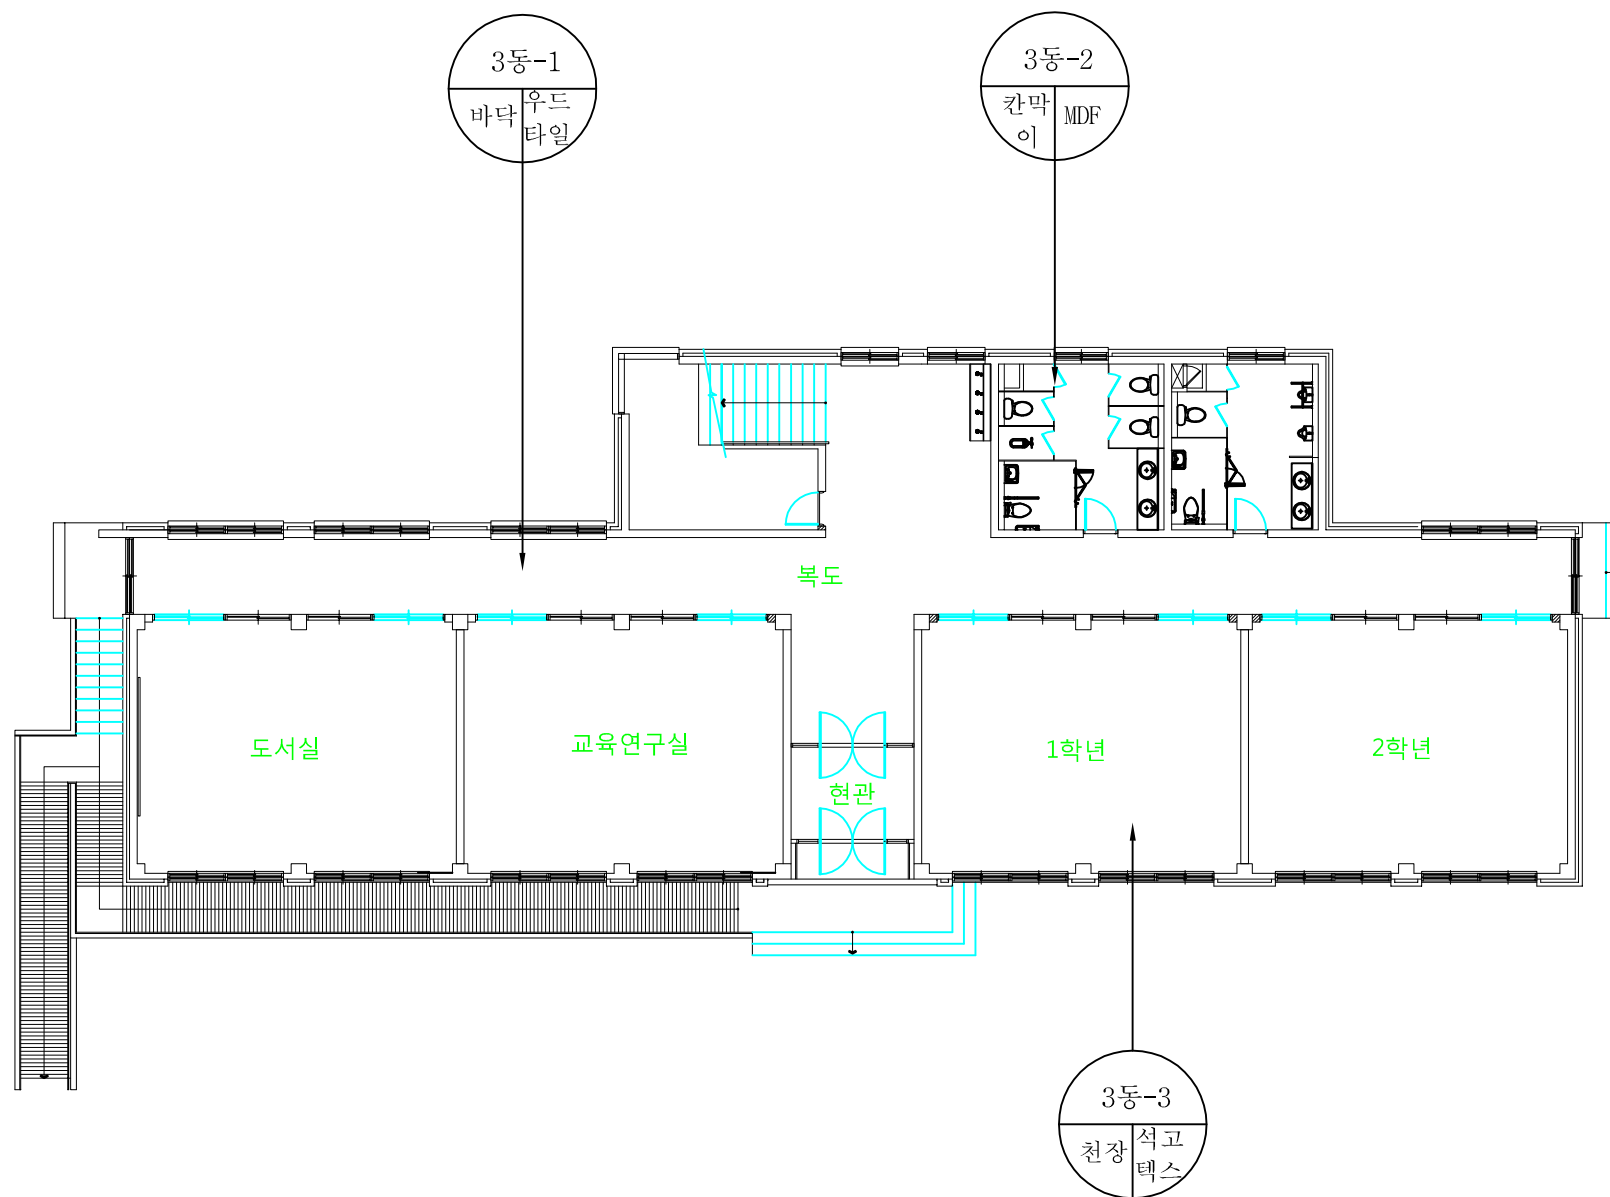 3동-1
바닥
우드
타일
3동-2
칸막
이
MDF
복도
도서실
교육연구실
현관
1학년
2학년
3동-3
천장
석고
텍스